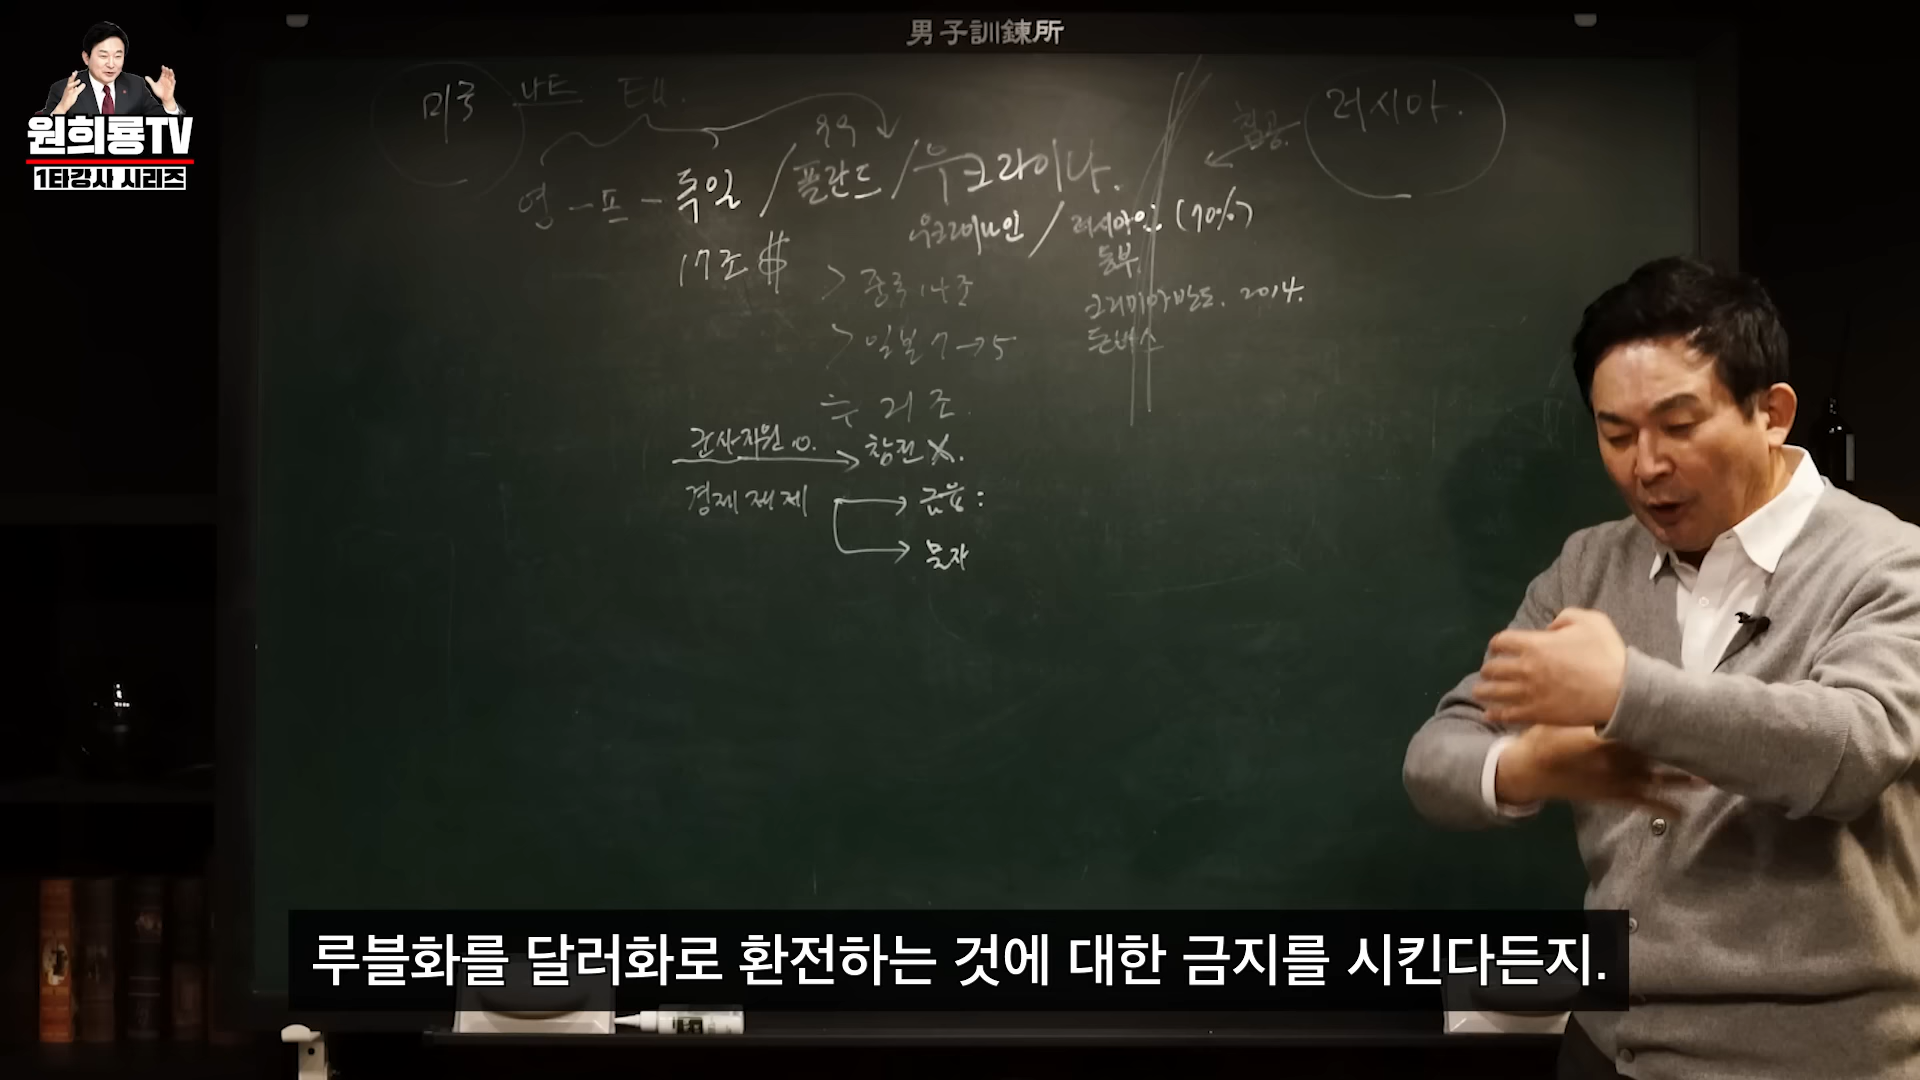 男子訓鍊所
원희룡TV
1타강사 시리즈
미국 나토 EU.
러시아.
침공.
영 - 프 - 독일 / 폴란드 / 우크라이나.
우크라이나인 / 러시아인 (70%)
동부.
17조 $
> 중국 14조
크리미아반도. 2014.
> 일본 7→5
돈바스
군사지원 O. → 참전 X.
경제 제제 → 금융 :
→ 물자
루블화를 달러화로 환전하는 것에 대한 금지를 시킨다든지.